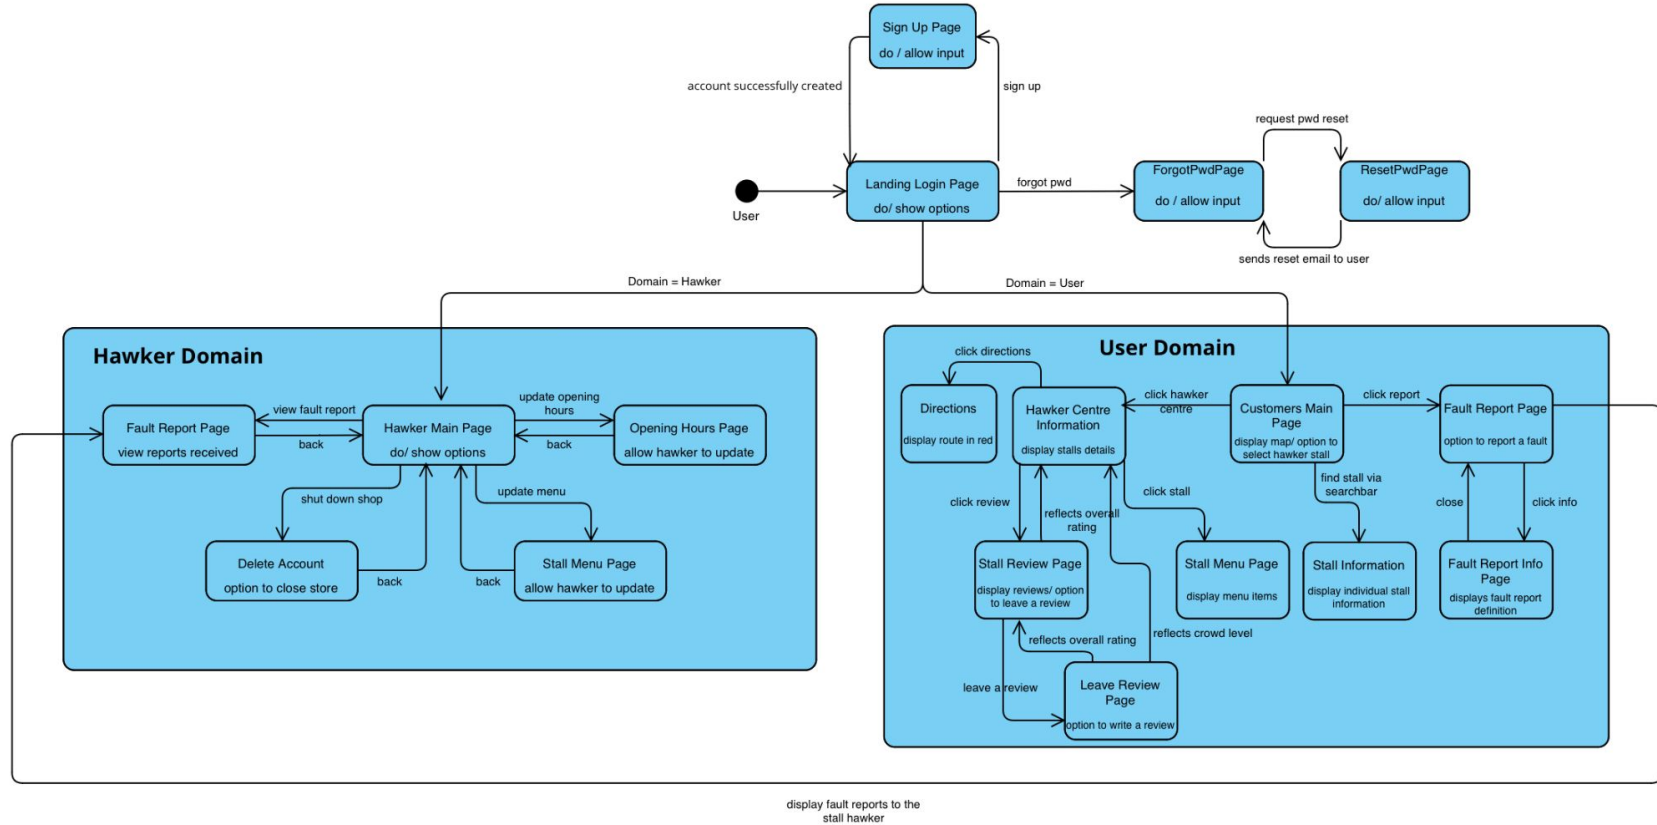 Sign Up Page
do / allow input
account successfully created
sign up
request pwd reset
User
Landing Login Page
do/ show options
forgot pwd
ForgotPwdPage
do / allow input
ResetPwdPage
do/ allow input
sends reset email to user
Domain = Hawker
Domain = User
Hawker Domain
Fault Report Page
view reports received
view fault report
back
Hawker Main Page
do/ show options
update opening
hours
back
Opening Hours Page
allow hawker to update
shut down shop
update menu
Delete Account
option to close store
back
back
Stall Menu Page
allow hawker to update
User Domain
click directions
Directions
display route in red
Hawker Centre
Information
display stalls details
click hawker
centre
Customers Main
Page
display map/ option to
select hawker stall
click report
Fault Report Page
option to report a fault
click review
reflects overall
rating
click stall
find stall via
searchbar
close
click info
Stall Review Page
display reviews/ option
to leave a review
Stall Menu Page
display menu items
Stall Information
display individual stall
information
Fault Report Info
Page
displays fault report
definition
reflects overall rating
reflects crowd level
leave a review
Leave Review
Page
option to write a review
display fault reports to the
stall hawker